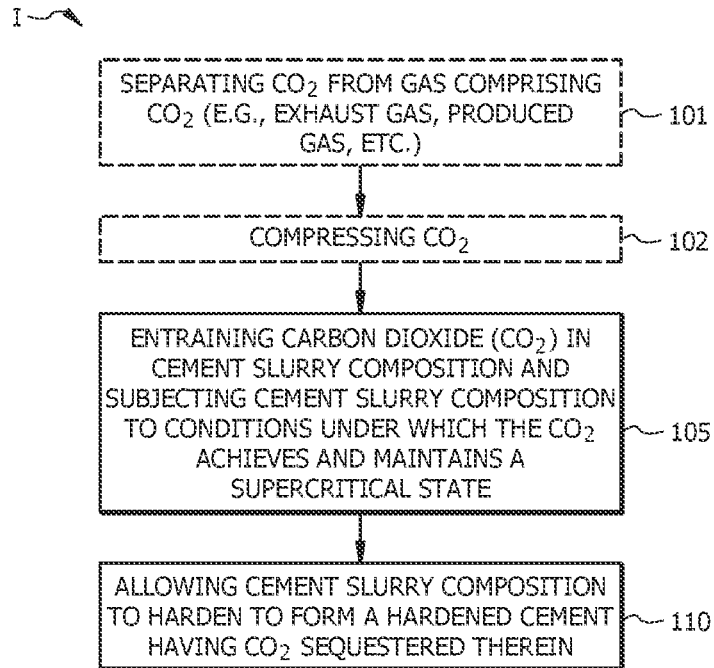 I
SEPARATING CO₂ FROM GAS COMPRISING
CO₂ (E.G., EXHAUST GAS, PRODUCED
GAS, ETC.)
101
COMPRESSING CO₂
102
ENTRAINING CARBON DIOXIDE (CO₂) IN
CEMENT SLURRY COMPOSITION AND
SUBJECTING CEMENT SLURRY COMPOSITION
TO CONDITIONS UNDER WHICH THE CO₂
ACHIEVES AND MAINTAINS A
SUPERCRITICAL STATE
105
ALLOWING CEMENT SLURRY COMPOSITION
TO HARDEN TO FORM A HARDENED CEMENT
HAVING CO₂ SEQUESTERED THEREIN
110